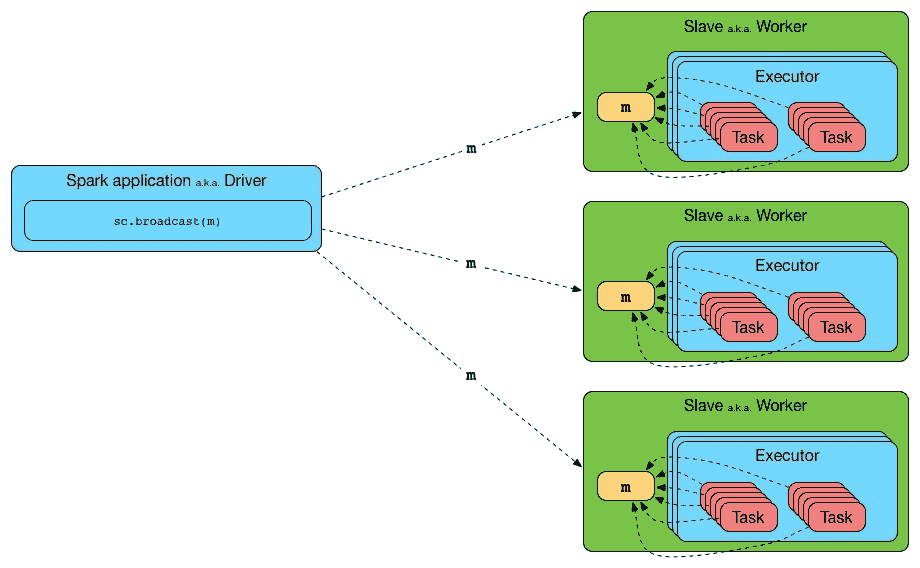 Spark application a.k.a. Driver
sc.broadcast(m)
m
m
m
Slave a.k.a. Worker
Executor
m
Task
Task
Slave a.k.a. Worker
Executor
m
Task
Task
Slave a.k.a. Worker
Executor
m
Task
Task